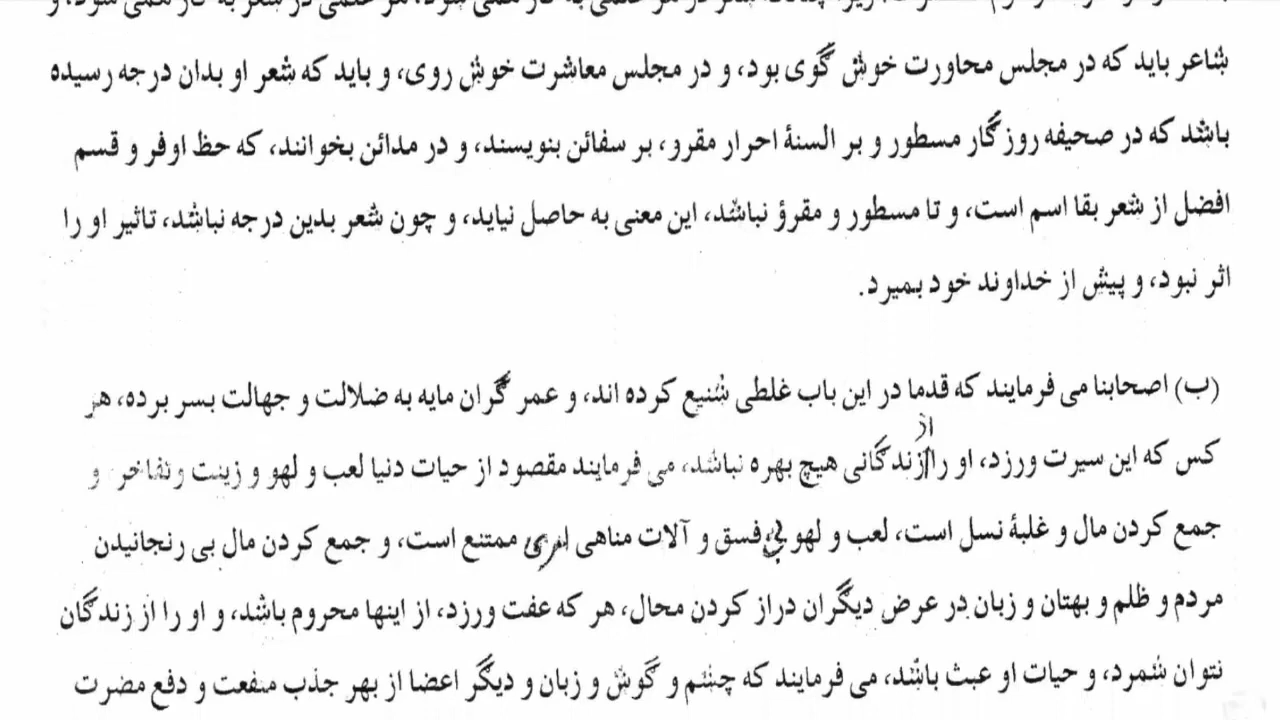 شاعر باید که در مجلس محاورت خوش گوی بود، و در مجلس معاشرت خوش روی، و باید که شعر او بدان درجه رسیده
باشد که در صحیفه روزگار مسطور و بر السنۀ احرار مقرو، بر سفائن بنویسند، و در مدائن بخوانند، که حظ اوفر و قسم
افضل از شعر بقا اسم است، و تا مسطور و مقرؤ نباشد، این معنی به حاصل نیاید، و چون شعر بدین درجه نباشد، تاثیر او را
اثر نبود، و پیش از خداوند خود بمیرد.
(ب) اصحابنا می فرمایند که قدما در این باب غلطی شنیع کرده اند، و عمر گران مایه به ضلالت و جهالت بسر برده، هر
کس که این سیرت ورزد، او را از زندگانی هیچ بهره نباشد، می فرمایند مقصود از حیات دنیا لعب و لهو و زینت و تفاخر و
جمع کردن مال و غلبۀ نسل است، لعب و لهو بی فسق و آلات مناهی امری ممتنع است، و جمع کردن مال بی رنجانیدن
مردم و ظلم و بهتان و زبان در عرض دیگران دراز کردن محال، هر که عفت ورزد، از اینها محروم باشد، و او را از زندگان
نتوان شمرد، و حیات او عبث باشد، می فرمایند که چشم و گوش و زبان و دیگر اعضا از بهر جذب منفعت و دفع مضرت